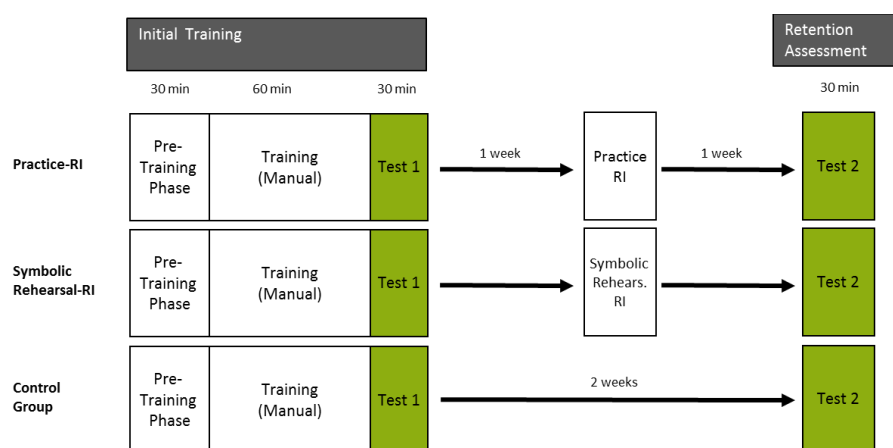 Initial Training
Retention
Assessment
30 min
60 min
30 min
30 min
Practice-RI
Pre-
Training
Phase
Training
(Manual)
Test 1
1 week
Practice
RI
1 week
Test 2
Symbolic
Rehearsal-RI
Pre-
Training
Phase
Training
(Manual)
Test 1
Symbolic
Rehears.
RI
Test 2
Control
Group
Pre-
Training
Phase
Training
(Manual)
Test 1
2 weeks
Test 2